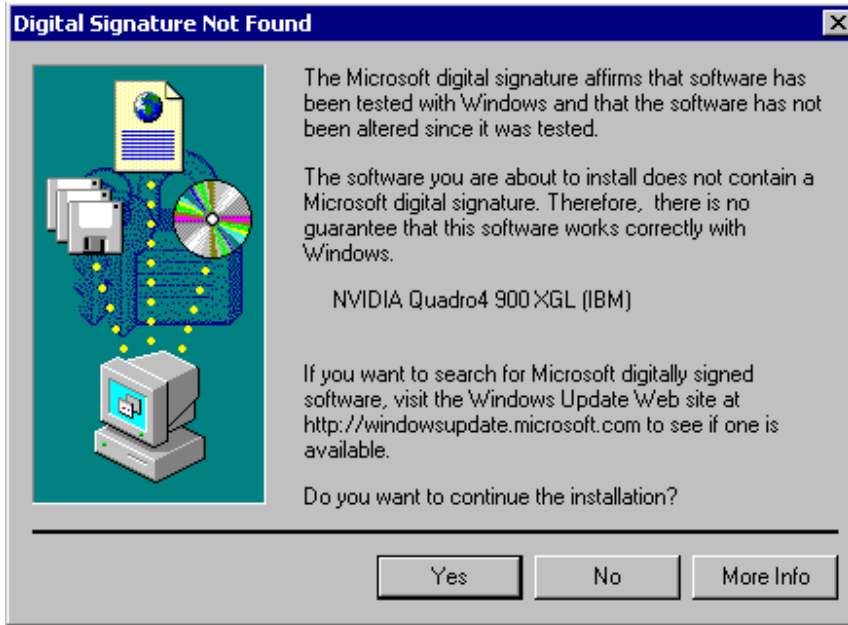 Digital Signature Not Found
The Microsoft digital signature affirms that software has
been tested with Windows and that the software has not
been altered since it was tested.
The software you are about to install does not contain a
Microsoft digital signature. Therefore,  there is no
guarantee that this software works correctly with
Windows.
NVIDIA Quadro4 900 XGL (IBM)
If you want to search for Microsoft digitally signed
software, visit the Windows Update Web site at
http://windowsupdate.microsoft.com to see if one is
available.
Do you want to continue the installation?
Yes
No
More Info